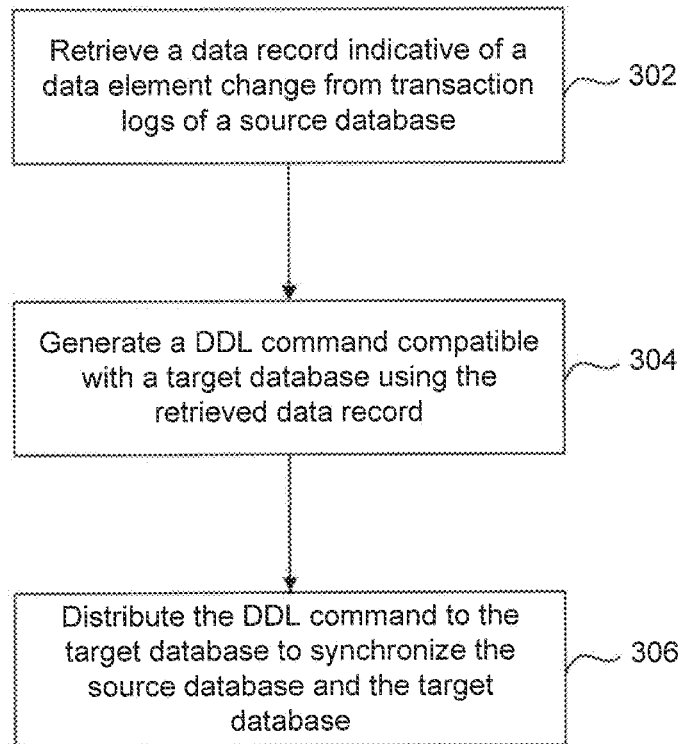 Retrieve a data record indicative of a
data element change from transaction
logs of a source database
302
Generate a DDL command compatible
with a target database using the
retrieved data record
304
Distribute the DDL command to the
target database to synchronize the
source database and the target
database
306